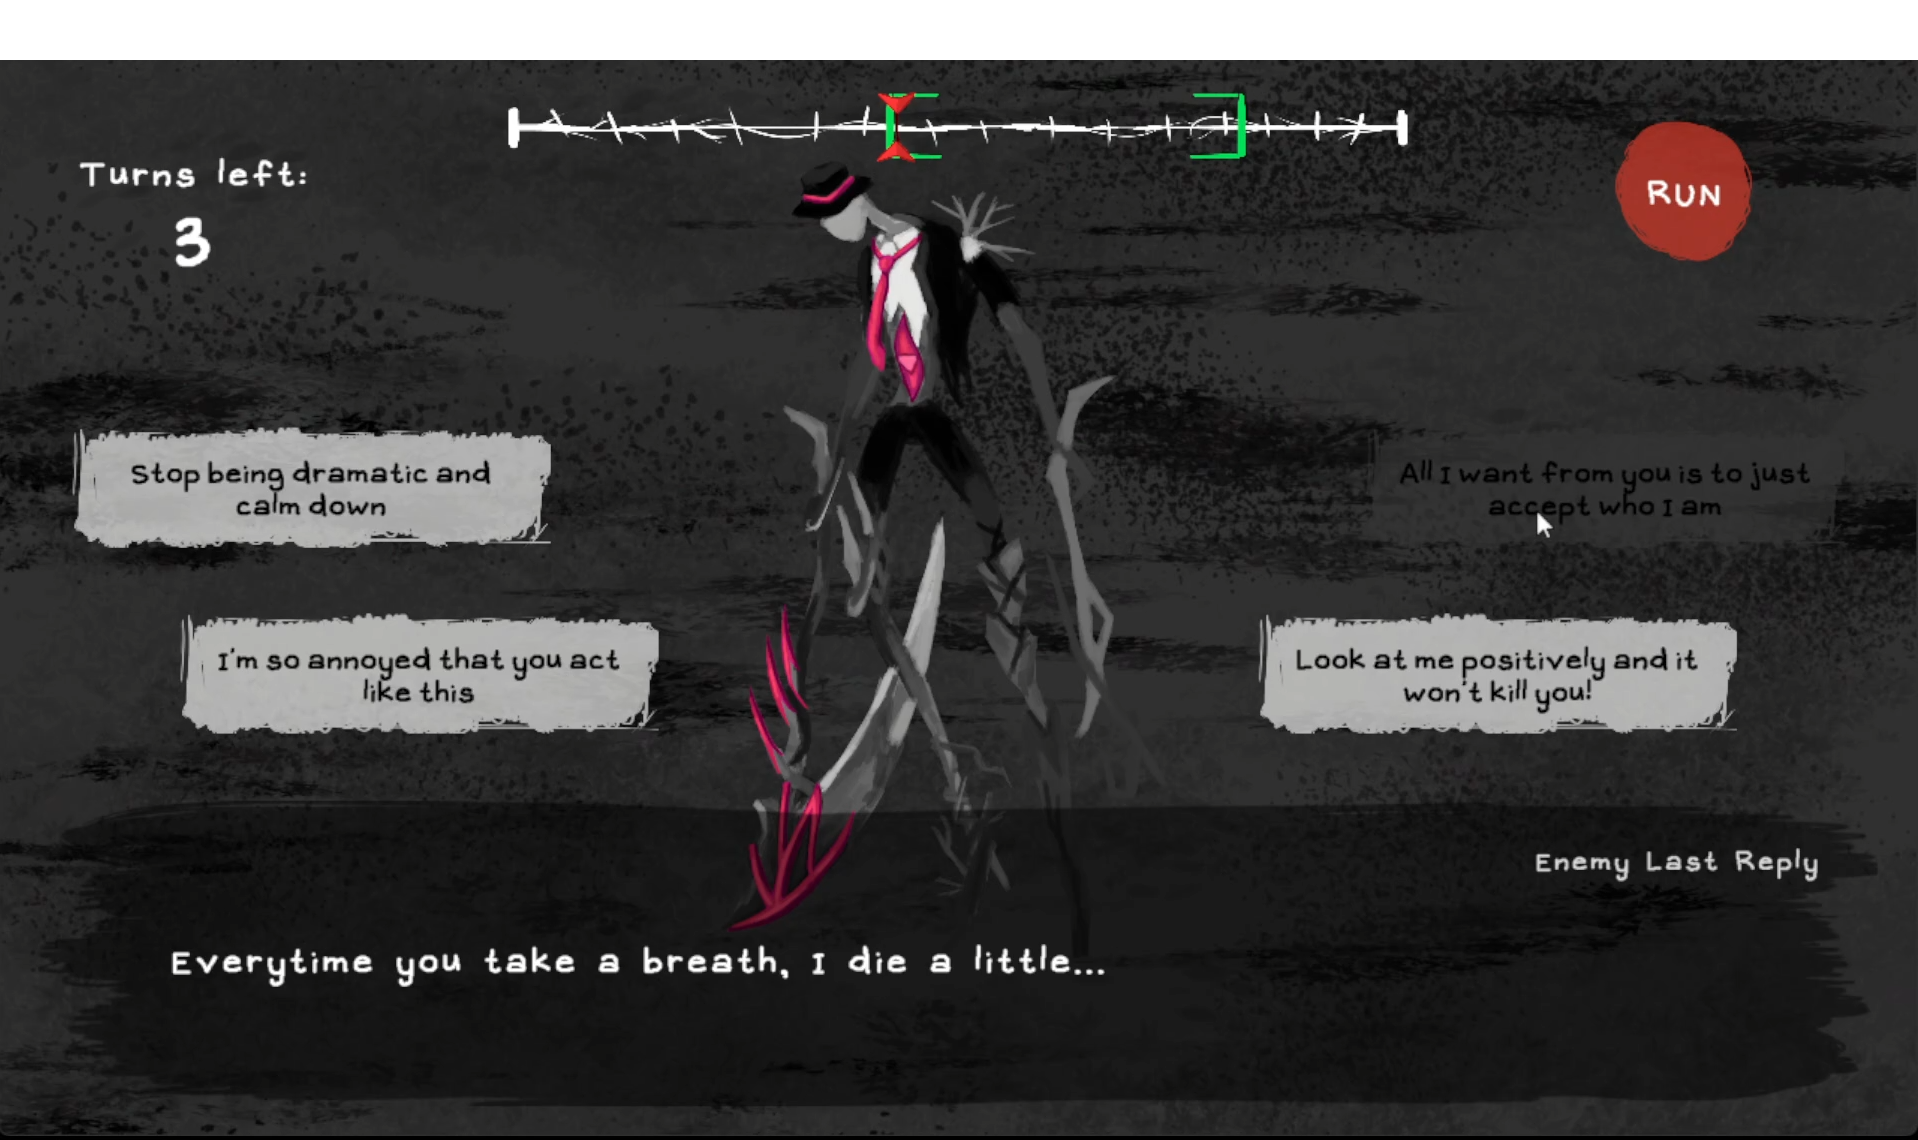 Turns left:
3
RUN
Stop being dramatic and
calm down
All I want from you is to just
accept who I am
I'm so annoyed that you act
like this
Look at me positively and it
won't kill you!
Enemy Last Reply
Everytime you take a breath, I die a little...